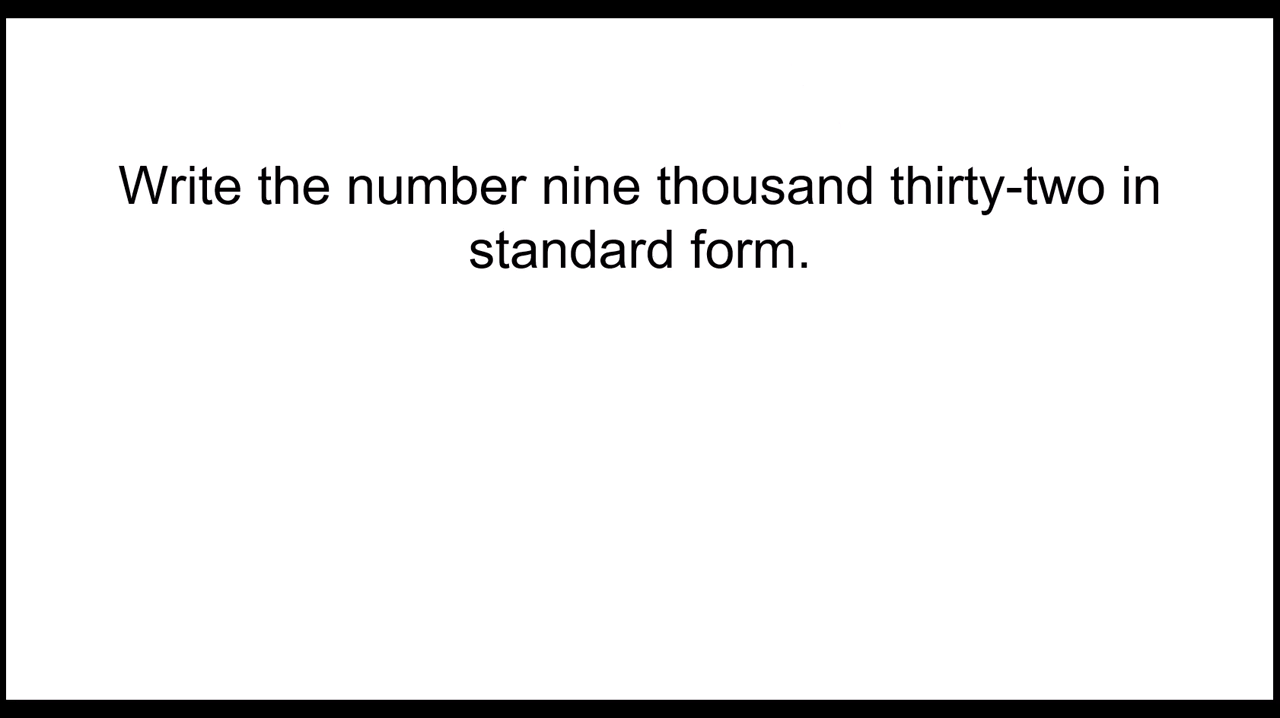 Write the number nine thousand thirty-two in
standard form.